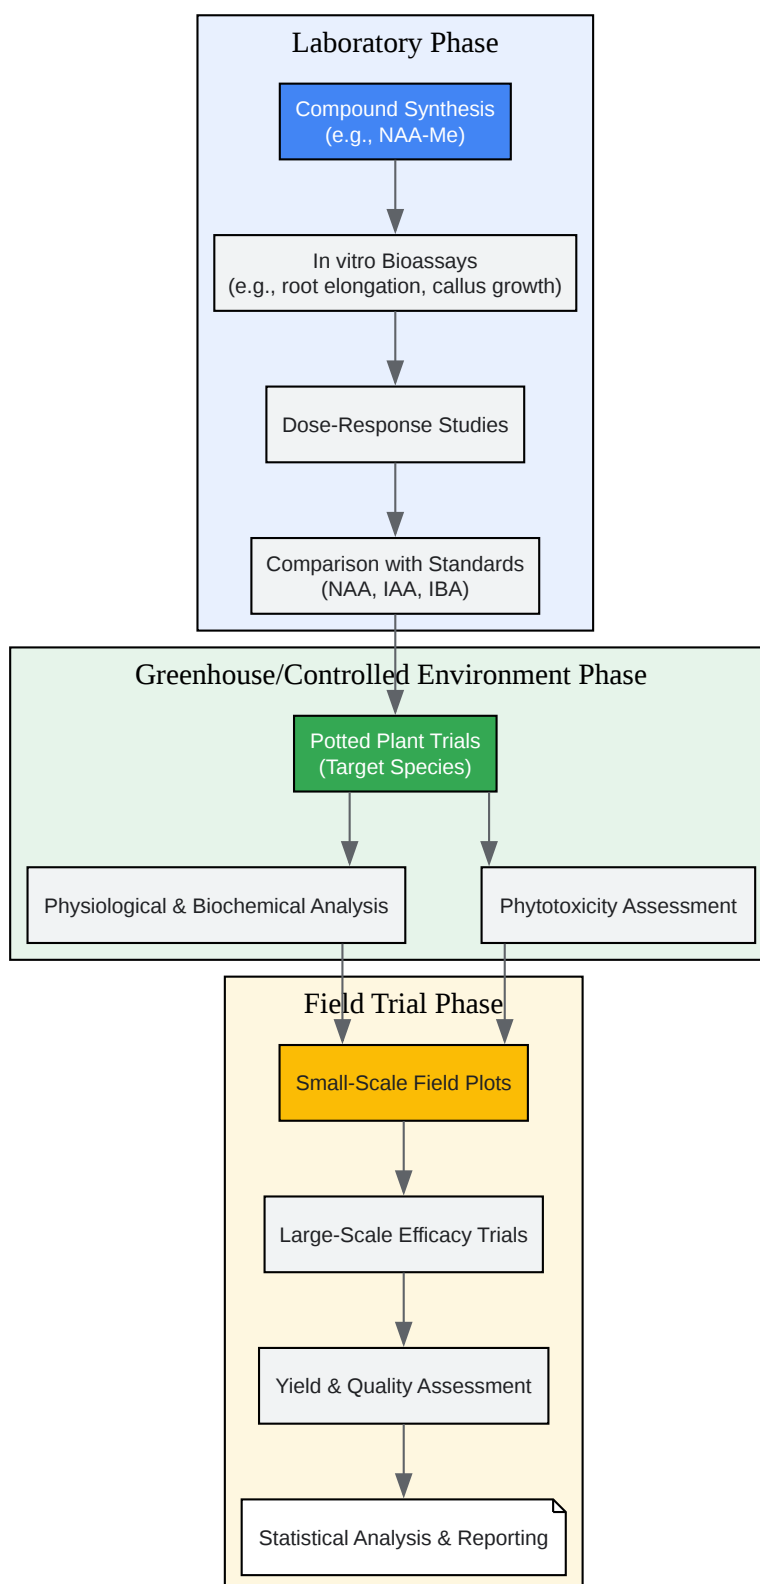 Laboratory Phase
Compound Synthesis
(e.g., NAA-Me)
In vitro Bioassays
(e.g., root elongation, callus growth)
Dose-Response Studies
Comparison with Standards
(NAA, IAA, IBA)
Greenhouse/Controlled Environment Phase
Potted Plant Trials
(Target Species)
Physiological & Biochemical Analysis
Phytotoxicity Assessment
Field Trial Phase
Small-Scale Field Plots
Large-Scale Efficacy Trials
Yield & Quality Assessment
Statistical Analysis & Reporting